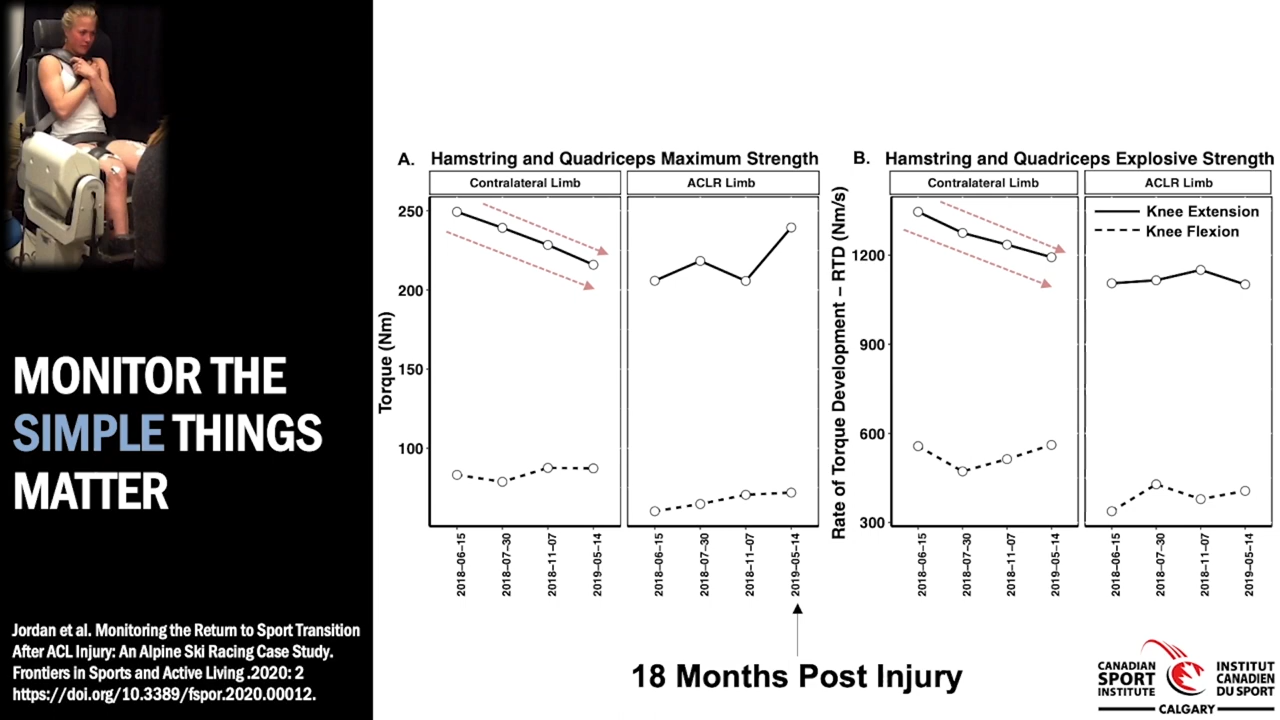 MONITOR THE
SIMPLE THINGS
MATTER
Jordan et al. Monitoring the Return to Sport Transition
After ACL Injury: An Alpine Ski Racing Case Study.
Frontiers in Sports and Active Living .2020: 2
https://doi.org/10.3389/fspor.2020.00012.
A. Hamstring and Quadriceps Maximum Strength
Contralateral Limb
ACLR Limb
Torque (Nm)
250
200
150
100
2018–06–15
2018–07–30
2018–11–07
2019–05–14
2018–06–15
2018–07–30
2018–11–07
2019–05–14
18 Months Post Injury
B. Hamstring and Quadriceps Explosive Strength
Contralateral Limb
ACLR Limb
Knee Extension
Knee Flexion
Rate of Torque Development – RTD (Nm/s)
1200
900
600
300
2018–06–15
2018–07–30
2018–11–07
2019–05–14
2018–06–15
2018–07–30
2018–11–07
2019–05–14
CANADIAN
SPORT
INSTITUTE
INSTITUT
CANADIEN
DU SPORT
CALGARY